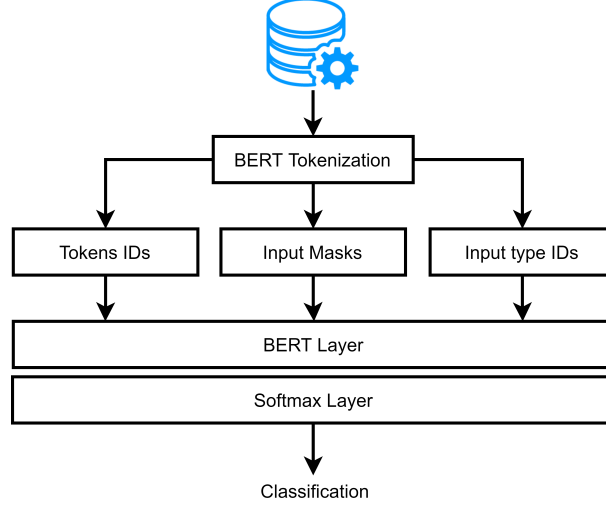 BERT Tokenization
Tokens IDs
Input Masks
Input type IDs
BERT Layer
Softmax Layer
Classification